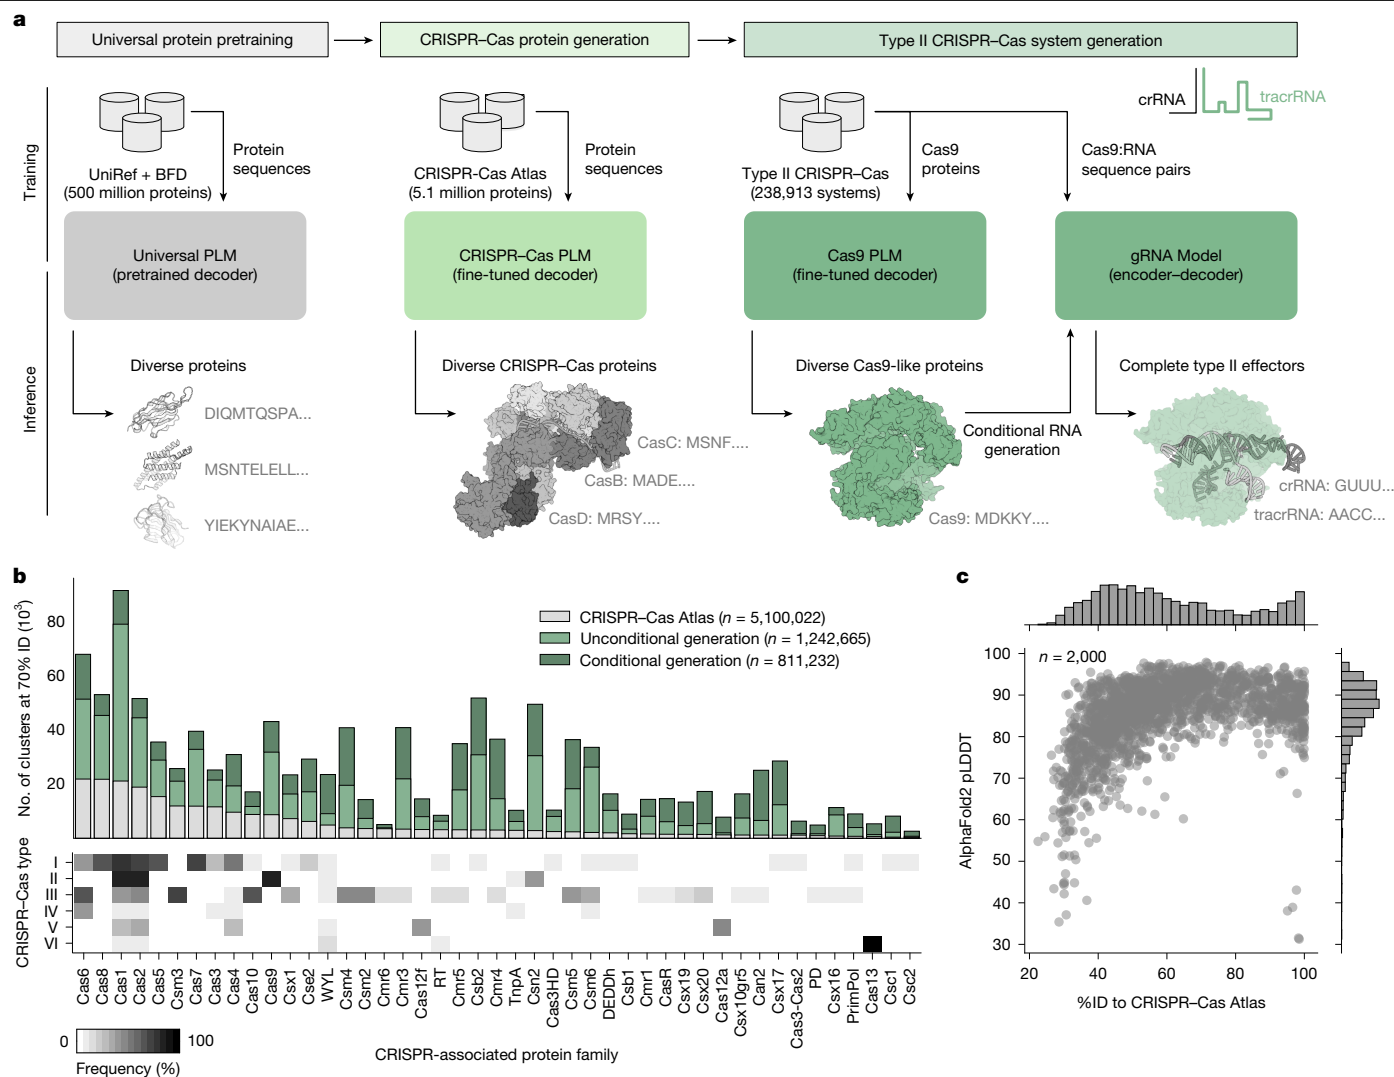 a
Universal protein pretraining
CRISPR–Cas protein generation
Type II CRISPR–Cas system generation
crRNA
tracrRNA
Training
UniRef + BFD
(500 million proteins)
Protein
sequences
CRISPR-Cas Atlas
(5.1 million proteins)
Protein
sequences
Type II CRISPR–Cas
(238,913 systems)
Cas9
proteins
Cas9:RNA
sequence pairs
Universal PLM
(pretrained decoder)
CRISPR–Cas PLM
(fine-tuned decoder)
Cas9 PLM
(fine-tuned decoder)
gRNA Model
(encoder–decoder)
Inference
Diverse proteins
DIQMTQSPA...
MSNTELELL...
YIEKYNAIAE...
Diverse CRISPR–Cas proteins
CasC: MSNF....
CasB: MADE....
CasD: MRSY....
Diverse Cas9-like proteins
Cas9: MDKKY....
Conditional RNA
generation
Complete type II effectors
crRNA: GUUU...
tracrRNA: AACC...
b
No. of clusters at 70% ID (10³)
80
60
40
20
CRISPR–Cas Atlas (n = 5,100,022)
Unconditional generation (n = 1,242,665)
Conditional generation (n = 811,232)
CRISPR–Cas type
I
II
III
IV
V
VI
Cas6
Cas8
Cas1
Cas2
Cas5
Csm3
Cas7
Cas3
Cas4
Cas10
Cas9
Csx1
Cse2
WYL
Csm4
Csm2
Cmr6
Cmr3
Cas12f
RT
Cmr5
Csb2
Cmr4
TnpA
Csn2
Cas3HD
Csm5
Csm6
DEDDh
Csb1
Cmr1
CasR
Csx19
Csx20
Cas12a
Csx10gr5
Can2
Csx17
Cas3-Cas2
PD
Csx16
PrimPol
Cas13
Csc1
Csc2
0
100
Frequency (%)
CRISPR-associated protein family
c
n = 2,000
AlphaFold2 pLDDT
100
90
80
70
60
50
40
30
20
40
60
80
100
%ID to CRISPR–Cas Atlas